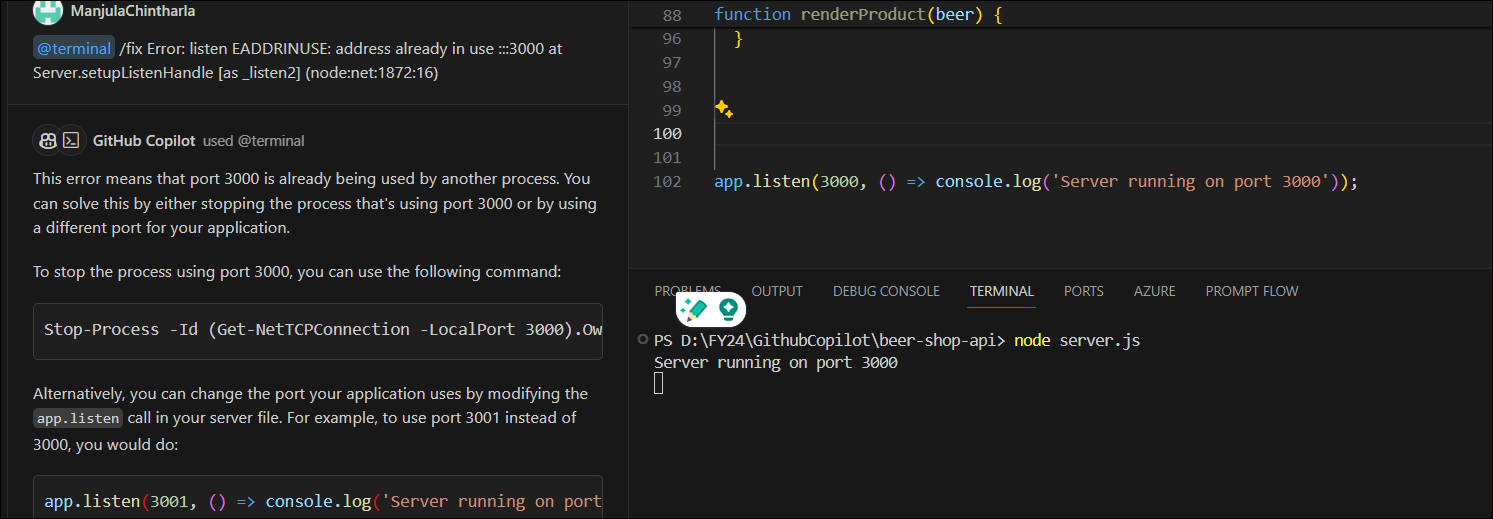 ManjulaChintharla
@terminal /fix Error: listen EADDRINUSE: address already in use :::3000 at
Server.setupListenHandle [as _listen2] (node:net:1872:16)
GitHub Copilot used @terminal
This error means that port 3000 is already being used by another process. You
can solve this by either stopping the process that's using port 3000 or by using
a different port for your application.
To stop the process using port 3000, you can use the following command:
Stop-Process -Id (Get-NetTCPConnection -LocalPort 3000).Ow
Alternatively, you can change the port your application uses by modifying the
app.listen call in your server file. For example, to use port 3001 instead of
3000, you would do:
app.listen(3001, () => console.log('Server running on port
88 function renderProduct(beer) {
96 }
97
98
99
100
101
102 app.listen(3000, () => console.log('Server running on port 3000'));
PROBLEMS OUTPUT DEBUG CONSOLE TERMINAL PORTS AZURE PROMPT FLOW
PS D:\FY24\GithubCopilot\beer-shop-api> node server.js
Server running on port 3000